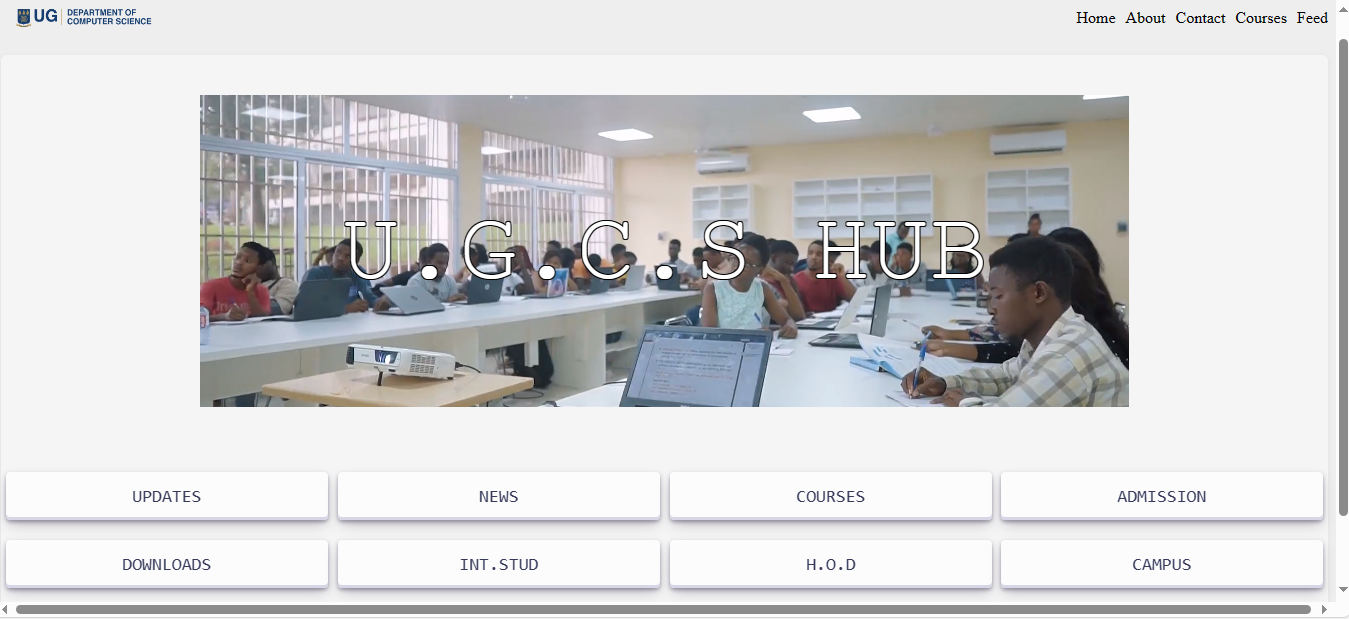 UG DEPARTMENT OF
COMPUTER SCIENCE
Home About Contact Courses Feed
U.G.C.S HUB
UPDATES NEWS COURSES ADMISSION
DOWNLOADS INT.STUD H.O.D CAMPUS